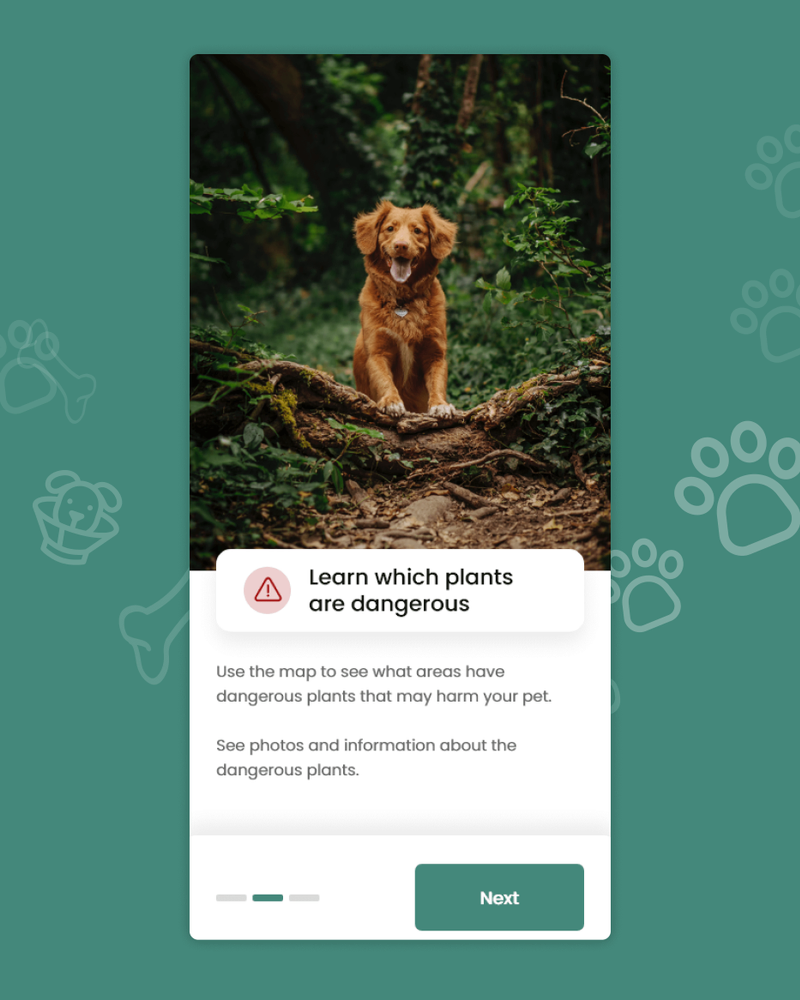 Learn which plants
are dangerous
Use the map to see what areas have
dangerous plants that may harm your pet.
See photos and information about the
dangerous plants.
Next